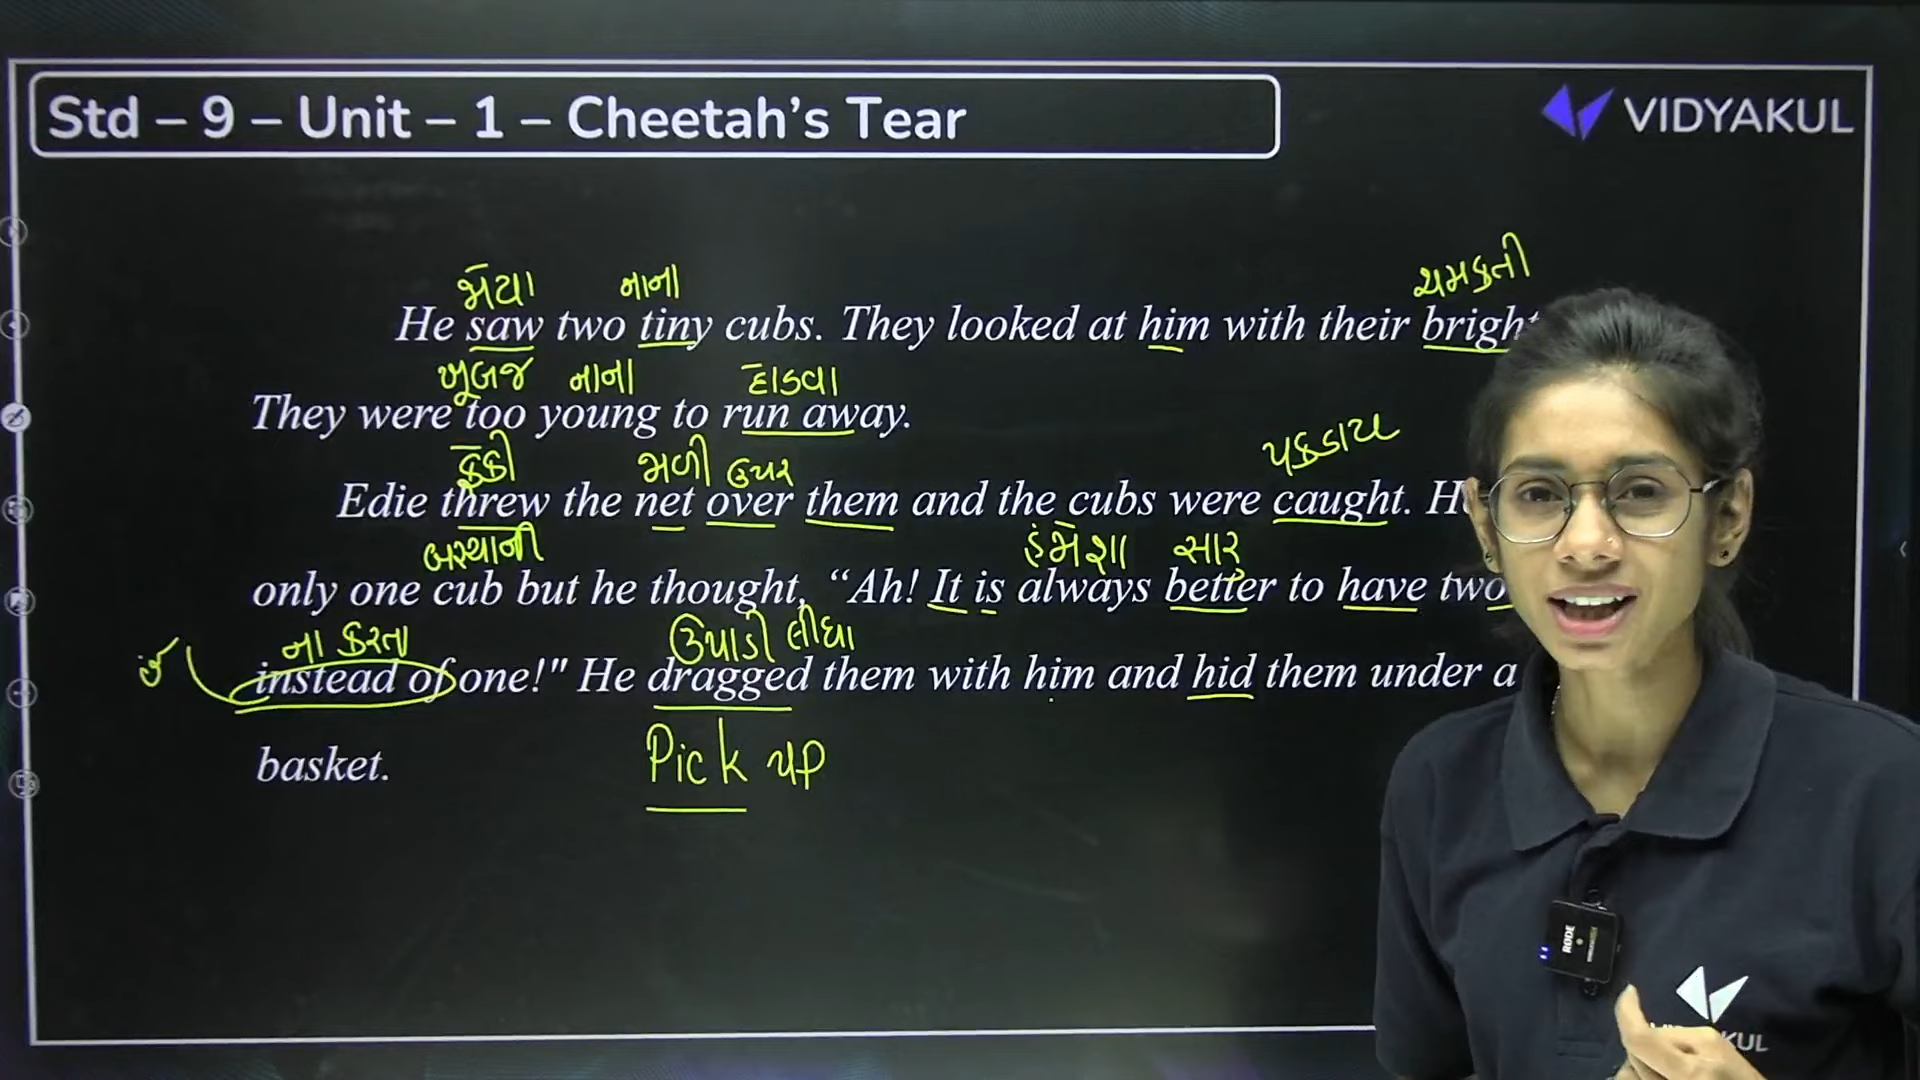 Std – 9 – Unit – 1 – Cheetah's Tear
VIDYAKUL
નાના
ચમકતી
He saw two tiny cubs. They looked at him with their bright
ખૂબજ નાના દોડવા
They were too young to run away.
ફેંકી જાળી ઉપર પકડાય
Edie threw the net over them and the cubs were caught.
બચ્ચાની હંમેશા સારુ
only one cub but he thought, “Ah! It is always better to have two
ના કરતા ઉપાડી લીધા
instead of one!" He dragged them with him and hid them under a
basket.
Pick up
RODE